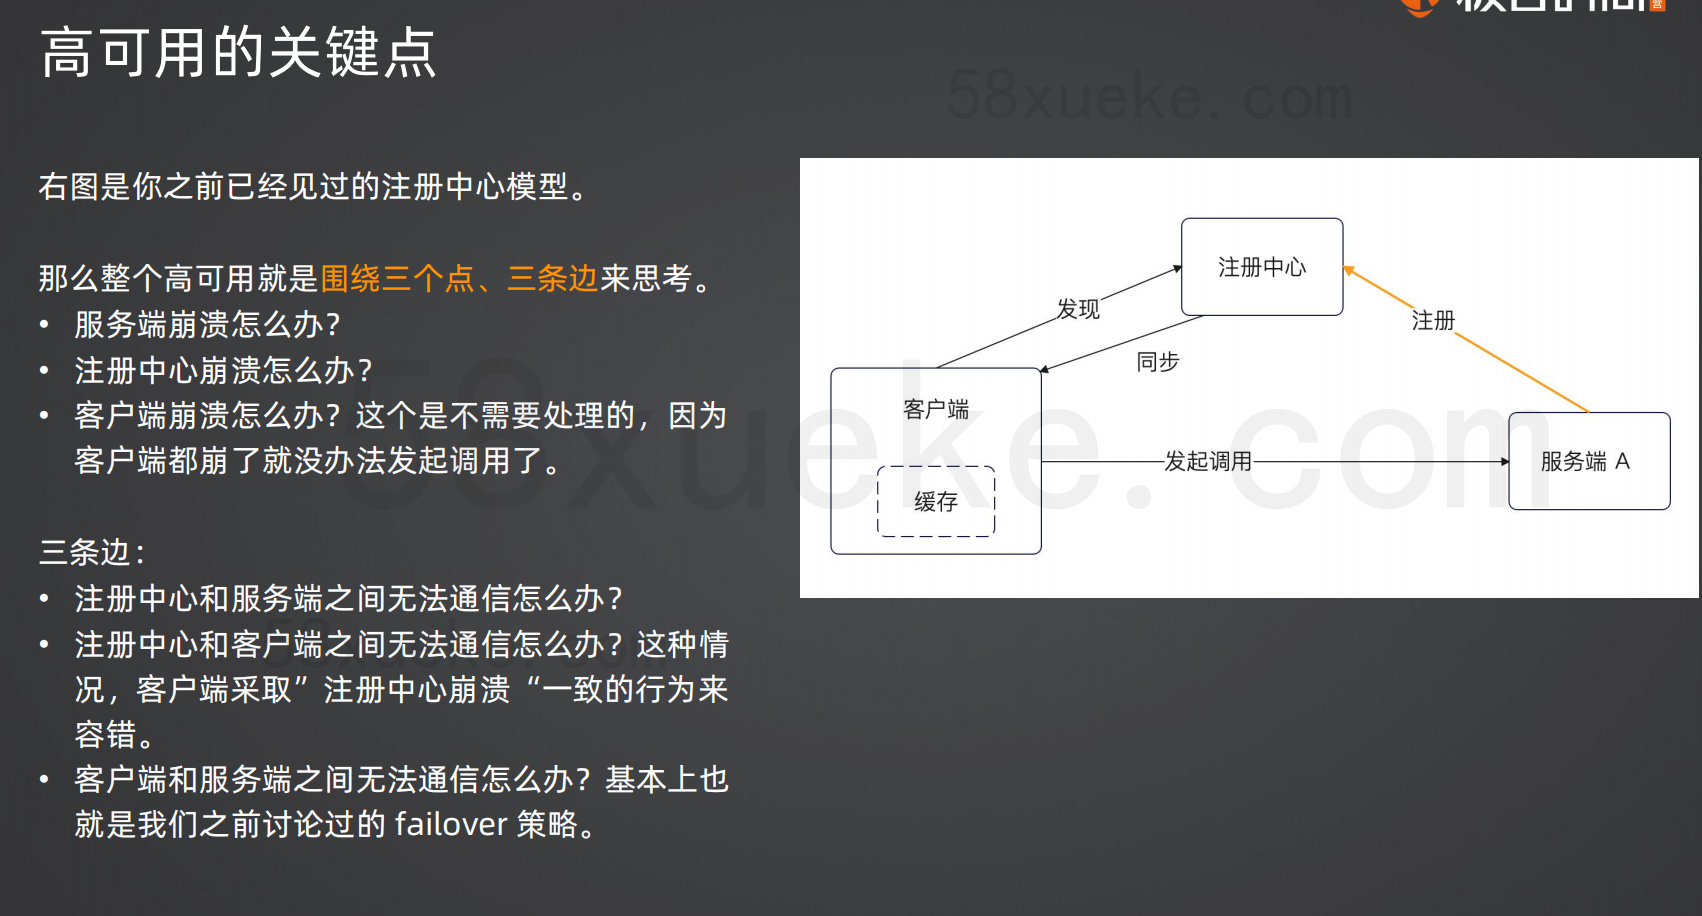 高可用的关键点
58xueke.com
右图是你之前已经见过的注册中心模型。
那么整个高可用就是围绕三个点、三条边来思考。
• 服务端崩溃怎么办？
• 注册中心崩溃怎么办？
• 客户端崩溃怎么办？这个是不需要处理的，因为
客户端都崩了就没办法发起调用了。
三条边：
• 注册中心和服务端之间无法通信怎么办？
• 注册中心和客户端之间无法通信怎么办？这种情
况，客户端采取”注册中心崩溃“一致的行为来
容错。
• 客户端和服务端之间无法通信怎么办？基本上也
就是我们之前讨论过的 failover 策略。
注册中心
发现
注册
同步
客户端
缓存
发起调用
服务端 A
58xueke.com
58xueke.com